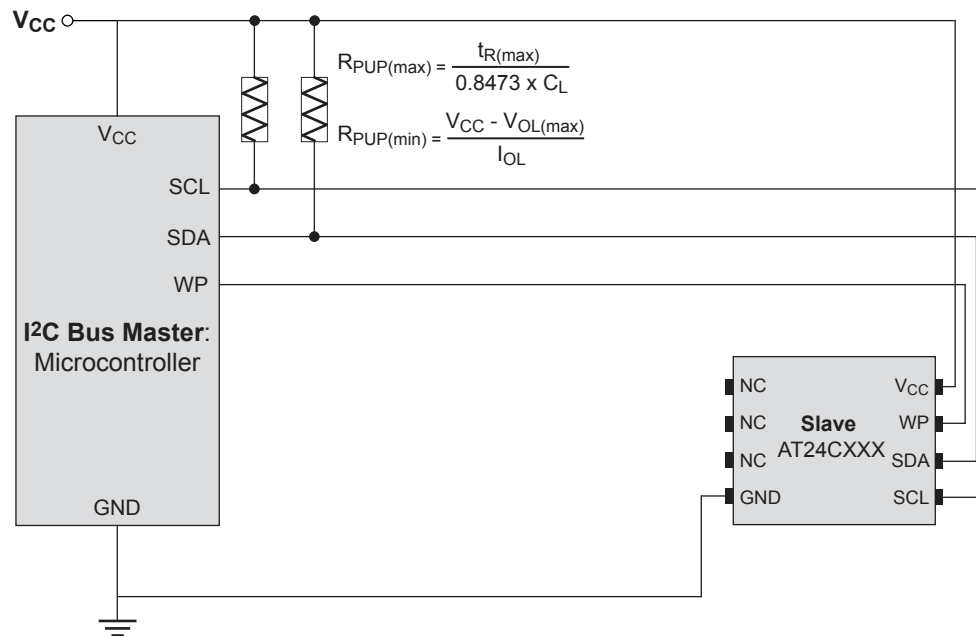 VCC
RPUP(max) = tR(max) / 0.8473 x CL
RPUP(min) = VCC - VOL(max) / IOL
VCC
SCL
SDA
WP
I2C Bus Master:
Microcontroller
GND
NC VCC
NC Slave WP
AT24CXXX
NC SDA
GND SCL